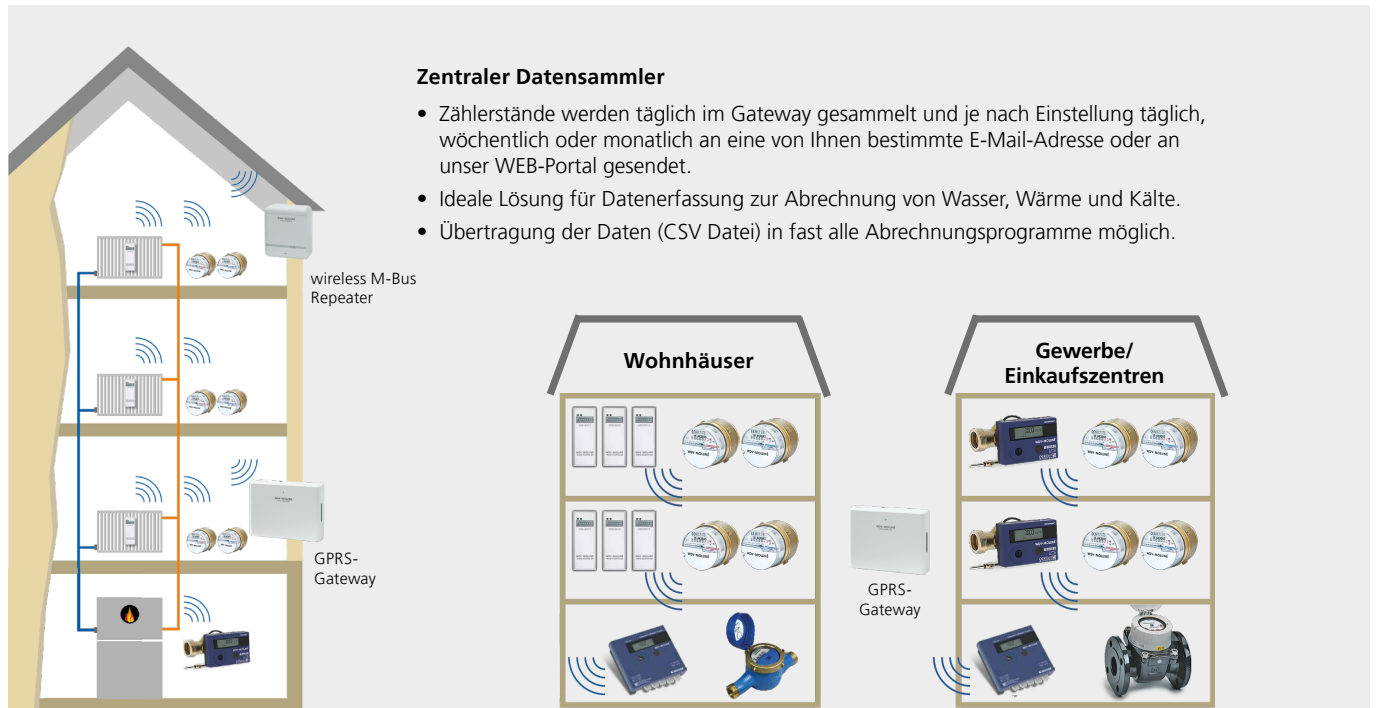 Zentraler Datensammler
• Zählerstände werden täglich im Gateway gesammelt und je nach Einstellung täglich,
wöchentlich oder monatlich an eine von Ihnen bestimmte E-Mail-Adresse oder an
unser WEB-Portal gesendet.
• Ideale Lösung für Datenerfassung zur Abrechnung von Wasser, Wärme und Kälte.
• Übertragung der Daten (CSV Datei) in fast alle Abrechnungsprogramme möglich.
wireless M-Bus
Repeater
GPRS-
Gateway
Wohnhäuser
GPRS-
Gateway
Gewerbe/
Einkaufszentren